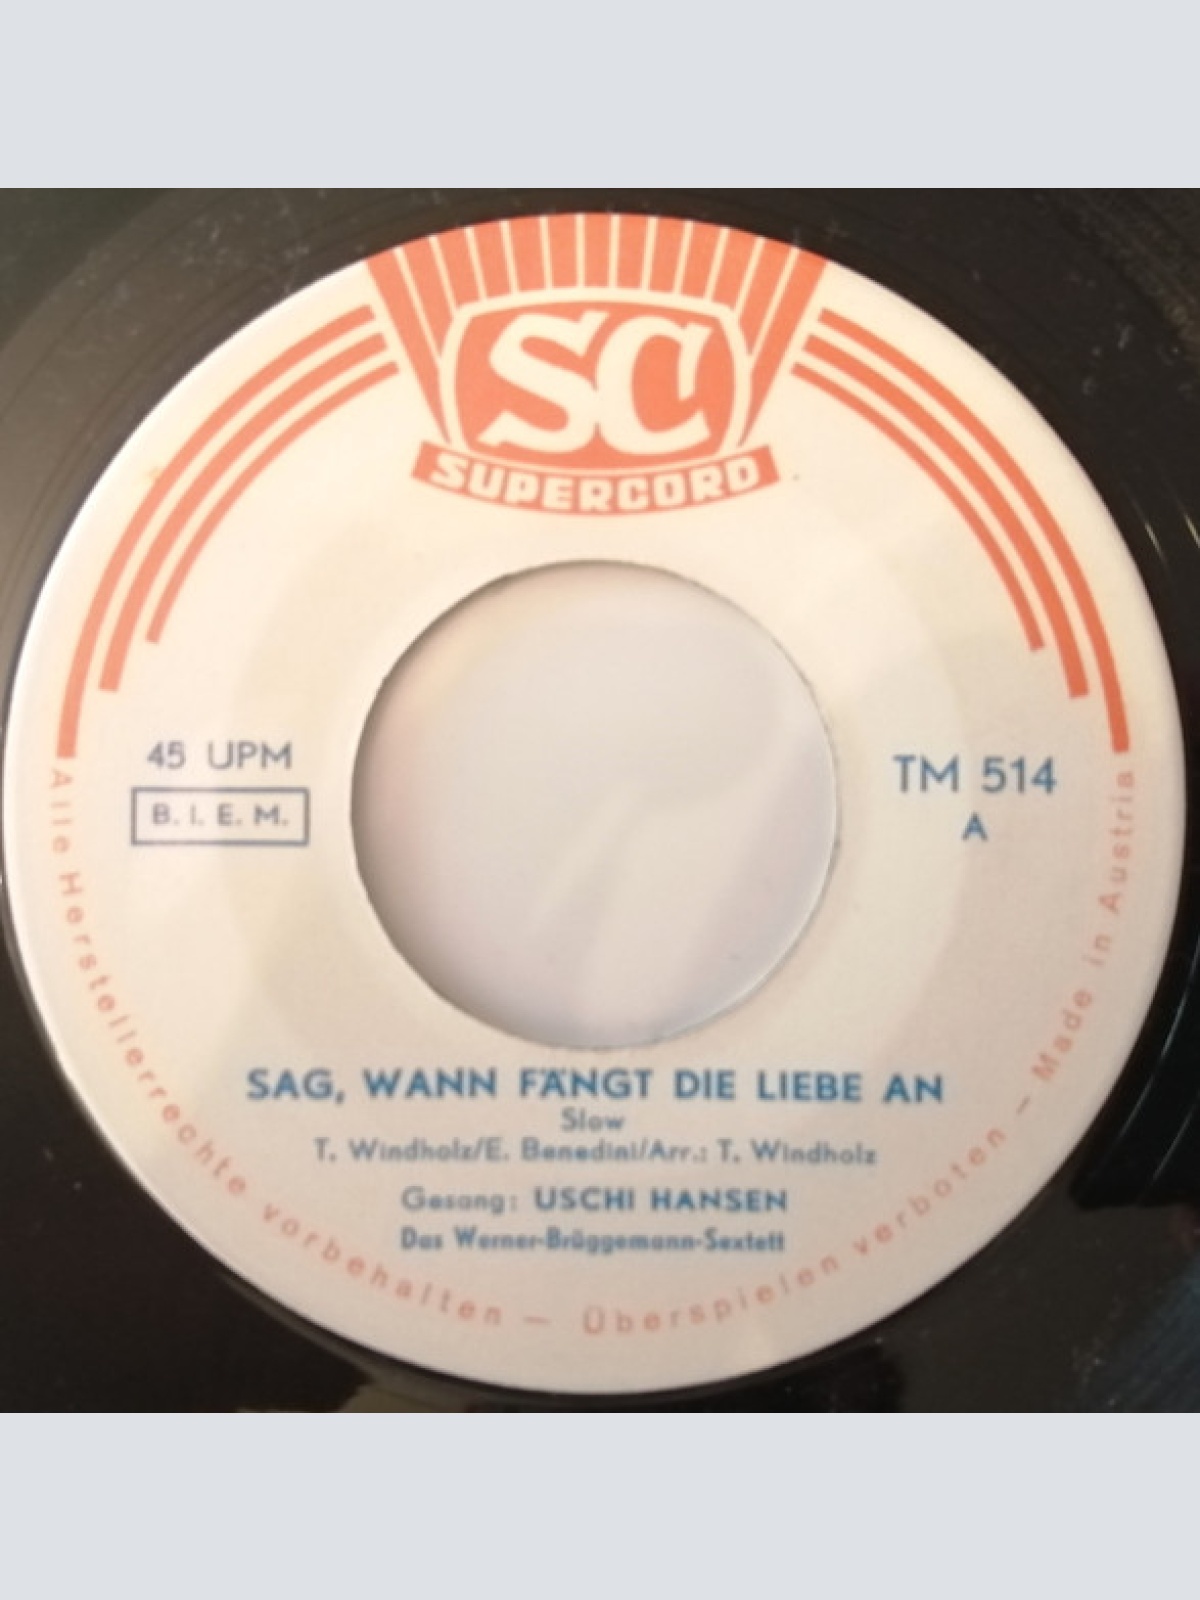 SC
SUPERCORD
45 UPM
B. I. E. M.
TM 514
A
SAG, WANN FÄNGT DIE LIEBE AN
Slow
T. Windholz/E. Benedini/Arr.: T. Windholz
Gesang: USCHI HANSEN
Das Werner-Brüggemann-Sextett
Alle Herstellerrechte vorbehalten — Überspielen verboten — Made in Austria